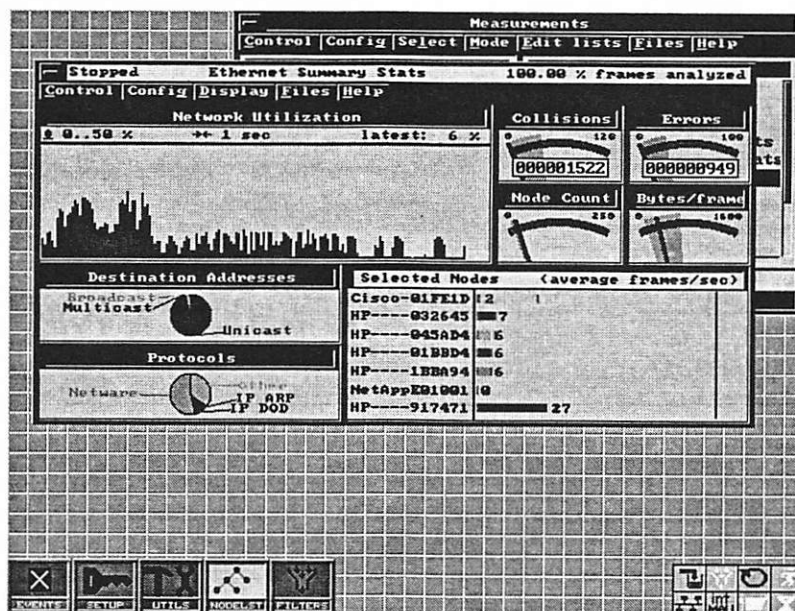 Measurements
Control Config Select Mode Edit lists Files Help
Stopped Ethernet Summary Stats 100.00 % frames analyzed
Control Config Display Files Help
Network Utilization
0..50 % 1 sec latest: 6 %
Collisions
0 120
000001522
Errors
0 100
000000949
Node Count
0 250
Bytes/frame
0 1600
Destination Addresses
Broadcast
Multicast
Unicast
Protocols
Netware
Other
IP ARP
IP DOD
Selected Nodes (average frames/sec)
Cisco-01FE1D 2
HP----032645 7
HP----045AD4 6
HP----01BBD4 6
HP----1BBA94 6
NetAppE01001 0
HP----917471 27
EVENTS
SETUP
UTILS
NODELST
FILTERS